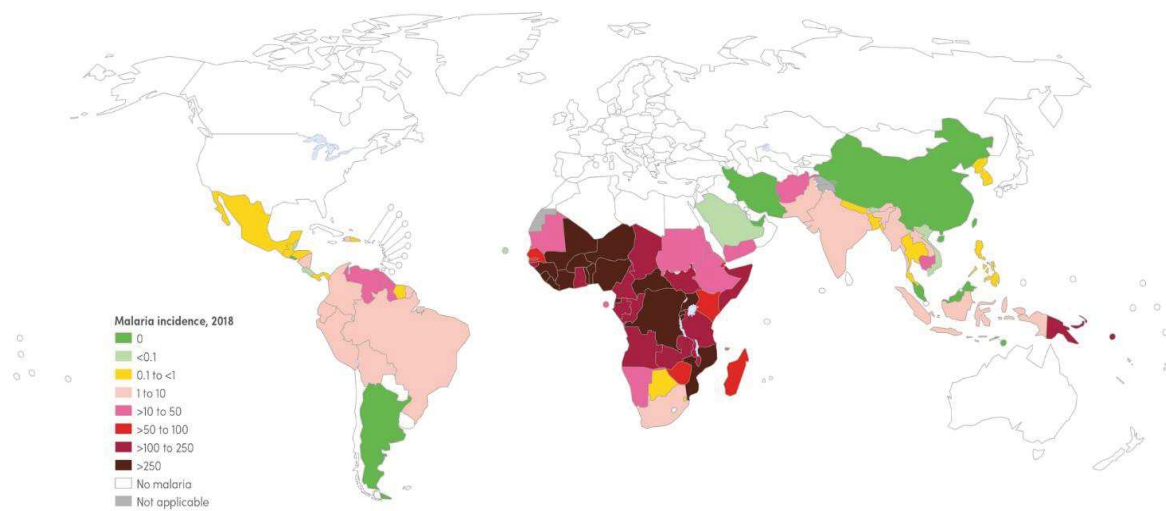 Malaria incidence, 2018
0
<0.1
0.1 to <1
1 to 10
>10 to 50
>50 to 100
>100 to 250
>250
No malaria
Not applicable